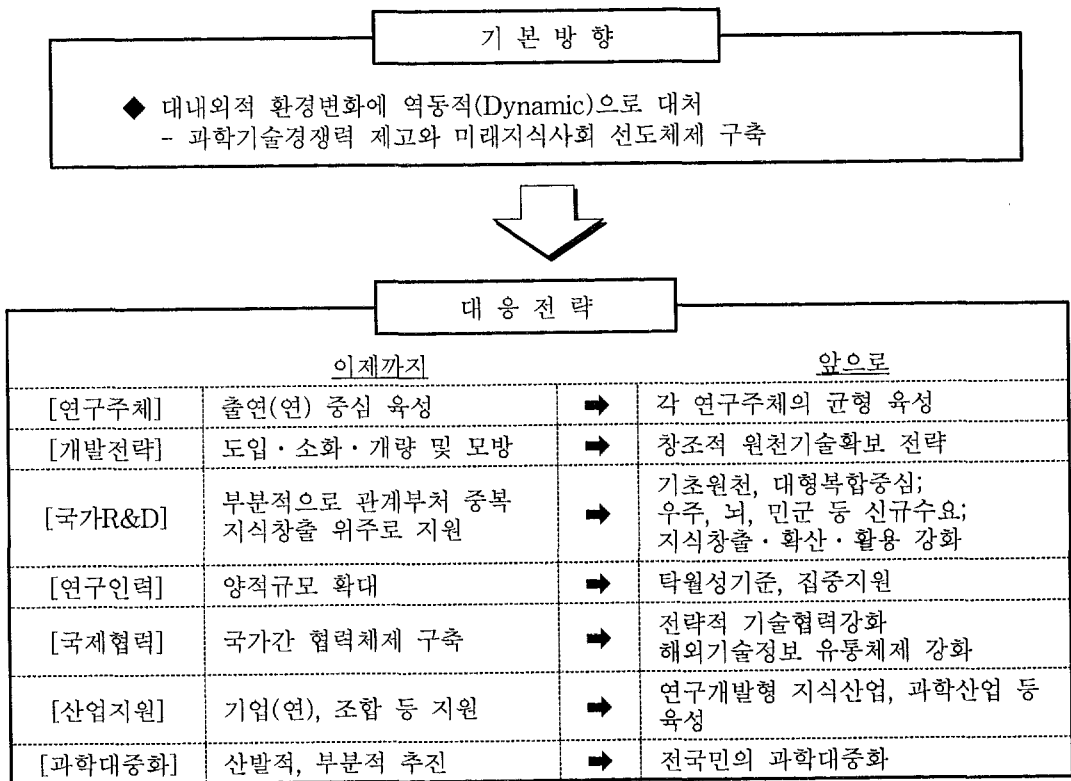 기 본 방 향
◆ 대내외적 환경변화에 역동적(Dynamic)으로 대처
- 과학기술경쟁력 제고와 미래지식사회 선도체제 구축
대 응 전 략
이제까지 앞으로
[연구주체] 출연(연) 중심 육성 ➡ 각 연구주체의 균형 육성
[개발전략] 도입·소화·개량 및 모방 ➡ 창조적 원천기술확보 전략
[국가R&D] 부분적으로 관계부처 중복
지식창출 위주로 지원 ➡ 기초원천, 대형복합중심;
우주, 뇌, 민군 등 신규수요;
지식창출·확산·활용 강화
[연구인력] 양적규모 확대 ➡ 탁월성기준, 집중지원
[국제협력] 국가간 협력체제 구축 ➡ 전략적 기술협력강화
해외기술정보 유통체제 강화
[산업지원] 기업(연), 조합 등 지원 ➡ 연구개발형 지식산업, 과학산업 등
육성
[과학대중화] 산발적, 부분적 추진 ➡ 전국민의 과학대중화